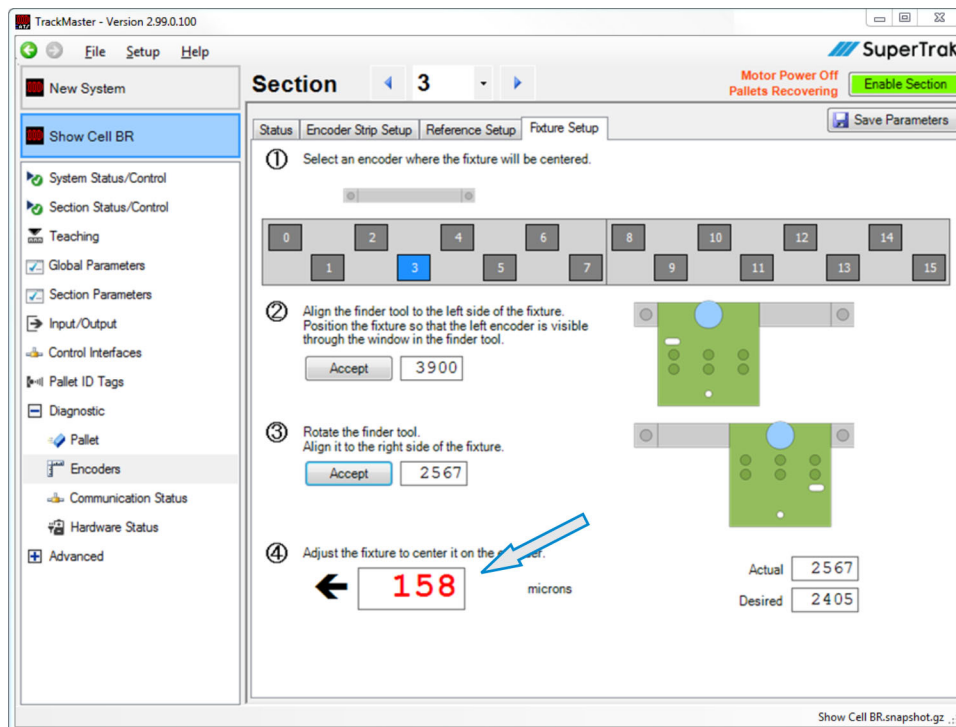 TrackMaster - Version 2.99.0.100
File Setup Help
SuperTrak
New System
Section 3
Motor Power Off
Pallets Recovering
Enable Section
Show Cell BR
Status Encoder Strip Setup Reference Setup Fixture Setup
Save Parameters
1 Select an encoder where the fixture will be centered.
System Status/Control
Section Status/Control
Teaching
Global Parameters
Section Parameters
Input/Output
Control Interfaces
Pallet ID Tags
Diagnostic
Pallet
Encoders
Communication Status
Hardware Status
Advanced
0 2 4 6 8 10 12 14
1 3 5 7 9 11 13 15
2 Align the finder tool to the left side of the fixture.
Position the fixture so that the left encoder is visible
through the window in the finder tool.
Accept 3900
3 Rotate the finder tool.
Align it to the right side of the fixture.
Accept 2567
4 Adjust the fixture to center it on the
158 microns
Actual 2567
Desired 2405
Show Cell BR.snapshot.gz